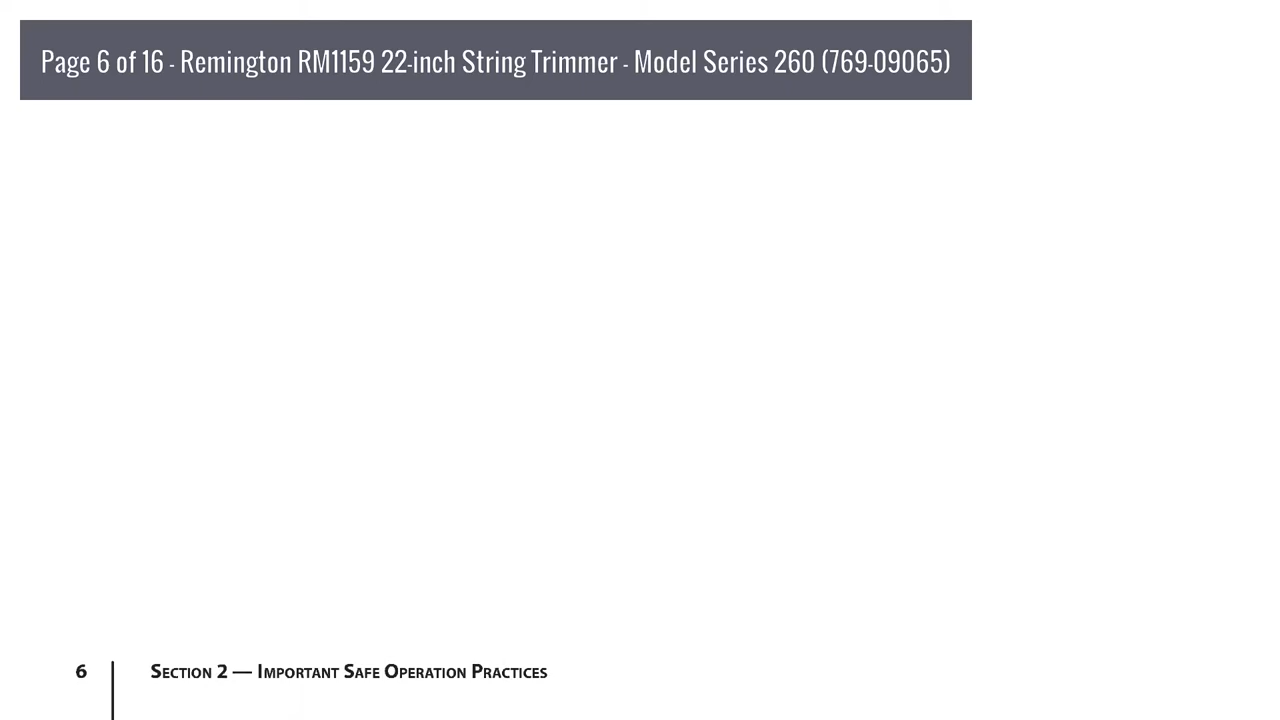 Page 6 of 16 - Remington RM1159 22-inch String Trimmer - Model Series 260 (769-09065)
6 Section 2 — Important Safe Operation Practices